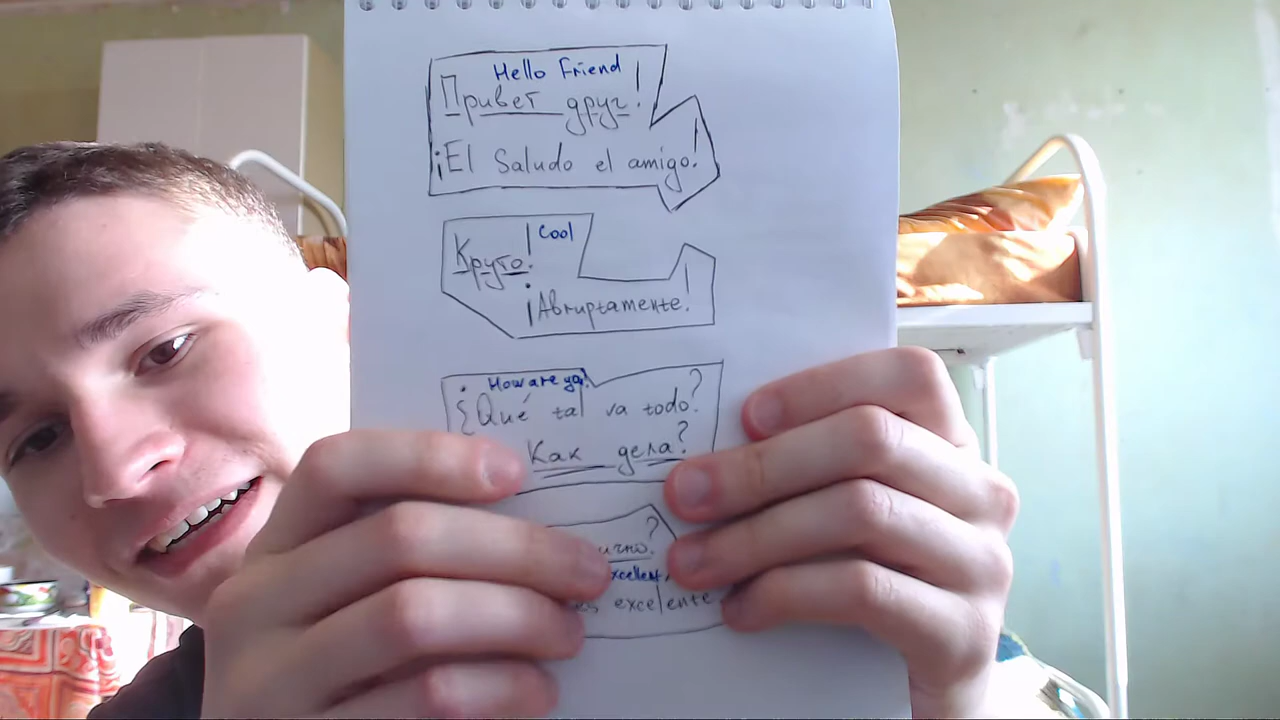 Hello Friend
Привет друг!
¡El Saludo el amigo!
Cool
Круто!
¡Abruptamente!
How are you?
¿Qué tal va todo?
Как дела?
es excelente